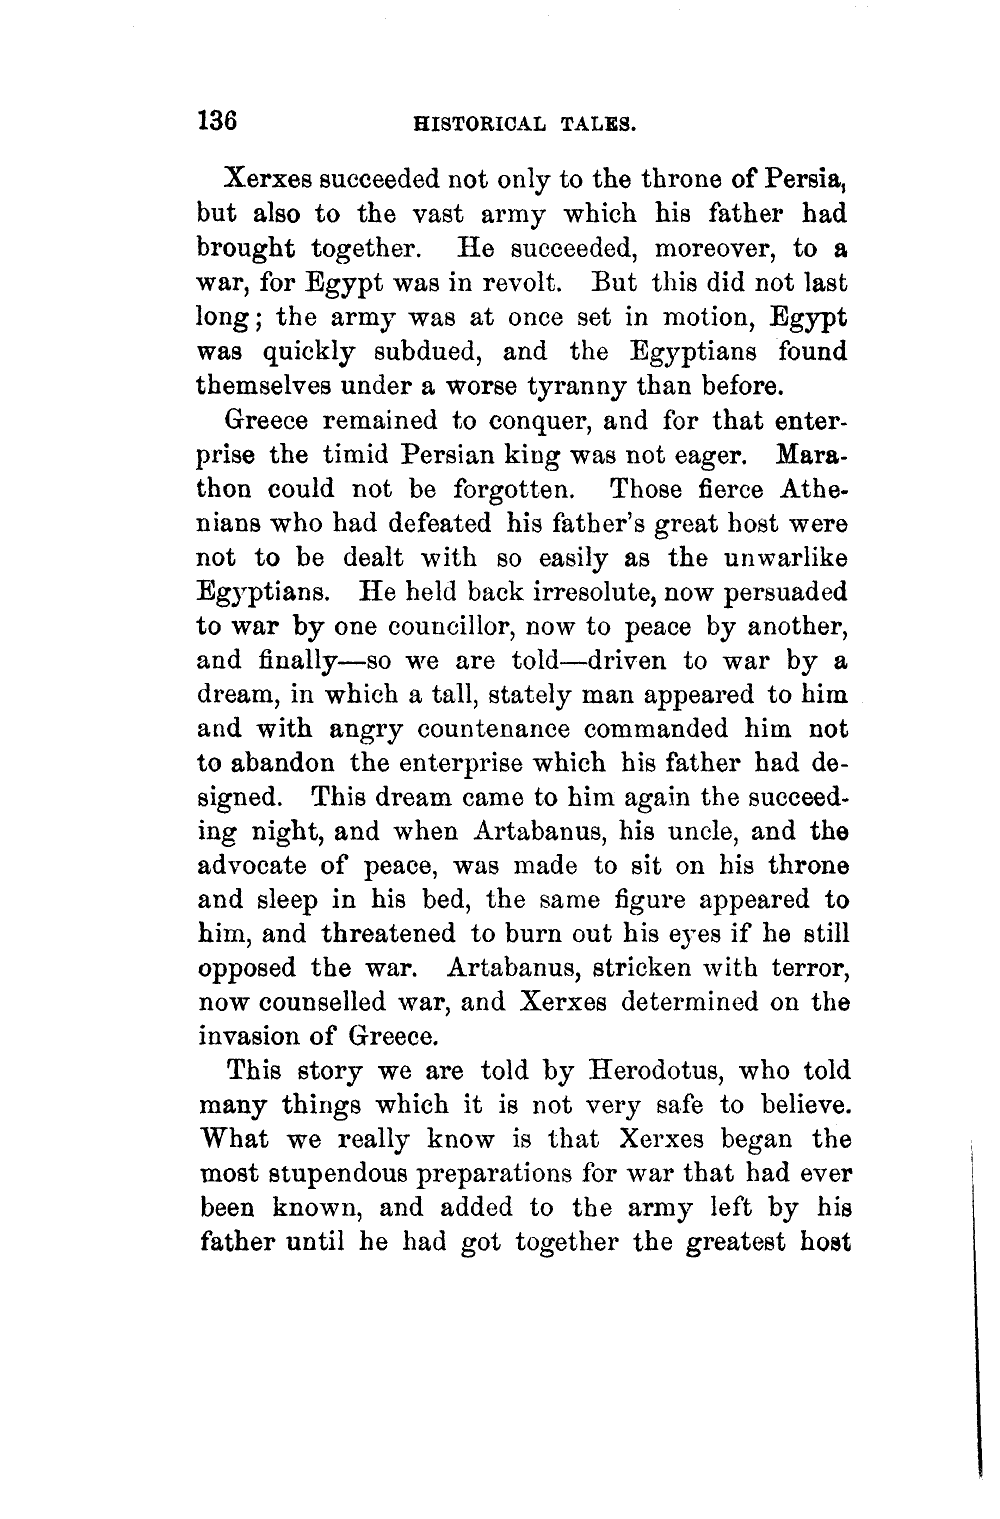 136 HISTORICAL TALES.
Xerxes succeeded not only to the throne of Persia,
but also to the vast army which his father had
brought together. He succeeded, moreover, to a
war, for Egypt was in revolt. But this did not last
long; the army was at once set in motion, Egypt
was quickly subdued, and the Egyptians found
themselves under a worse tyranny than before.
Greece remained to conquer, and for that enter-
prise the timid Persian king was not eager. Mara-
thon could not be forgotten. Those fierce Athe-
nians who had defeated his father's great host were
not to be dealt with so easily as the unwarlike
Egyptians. He held back irresolute, now persuaded
to war by one councillor, now to peace by another,
and finally—so we are told—driven to war by a
dream, in which a tall, stately man appeared to him
and with angry countenance commanded him not
to abandon the enterprise which his father had de-
signed. This dream came to him again the succeed-
ing night, and when Artabanus, his uncle, and the
advocate of peace, was made to sit on his throne
and sleep in his bed, the same figure appeared to
him, and threatened to burn out his eyes if he still
opposed the war. Artabanus, stricken with terror,
now counselled war, and Xerxes determined on the
invasion of Greece.
This story we are told by Herodotus, who told
many things which it is not very safe to believe.
What we really know is that Xerxes began the
most stupendous preparations for war that had ever
been known, and added to the army left by his
father until he had got together the greatest host